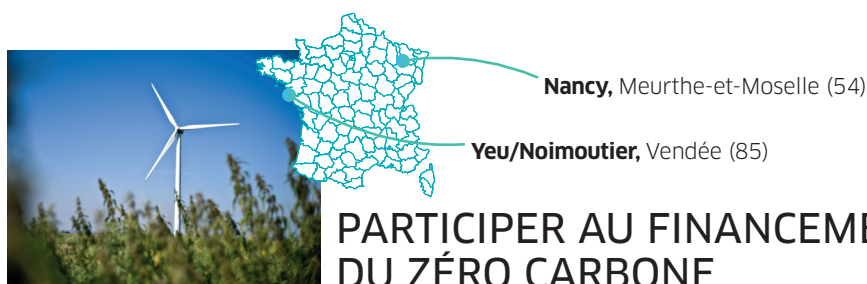 Nancy, Meurthe-et-Moselle (54)
Yeu/Noimoutier, Vendée (85)
PARTICIPER AU FINANCEME
DU ZÉRO CARBONE